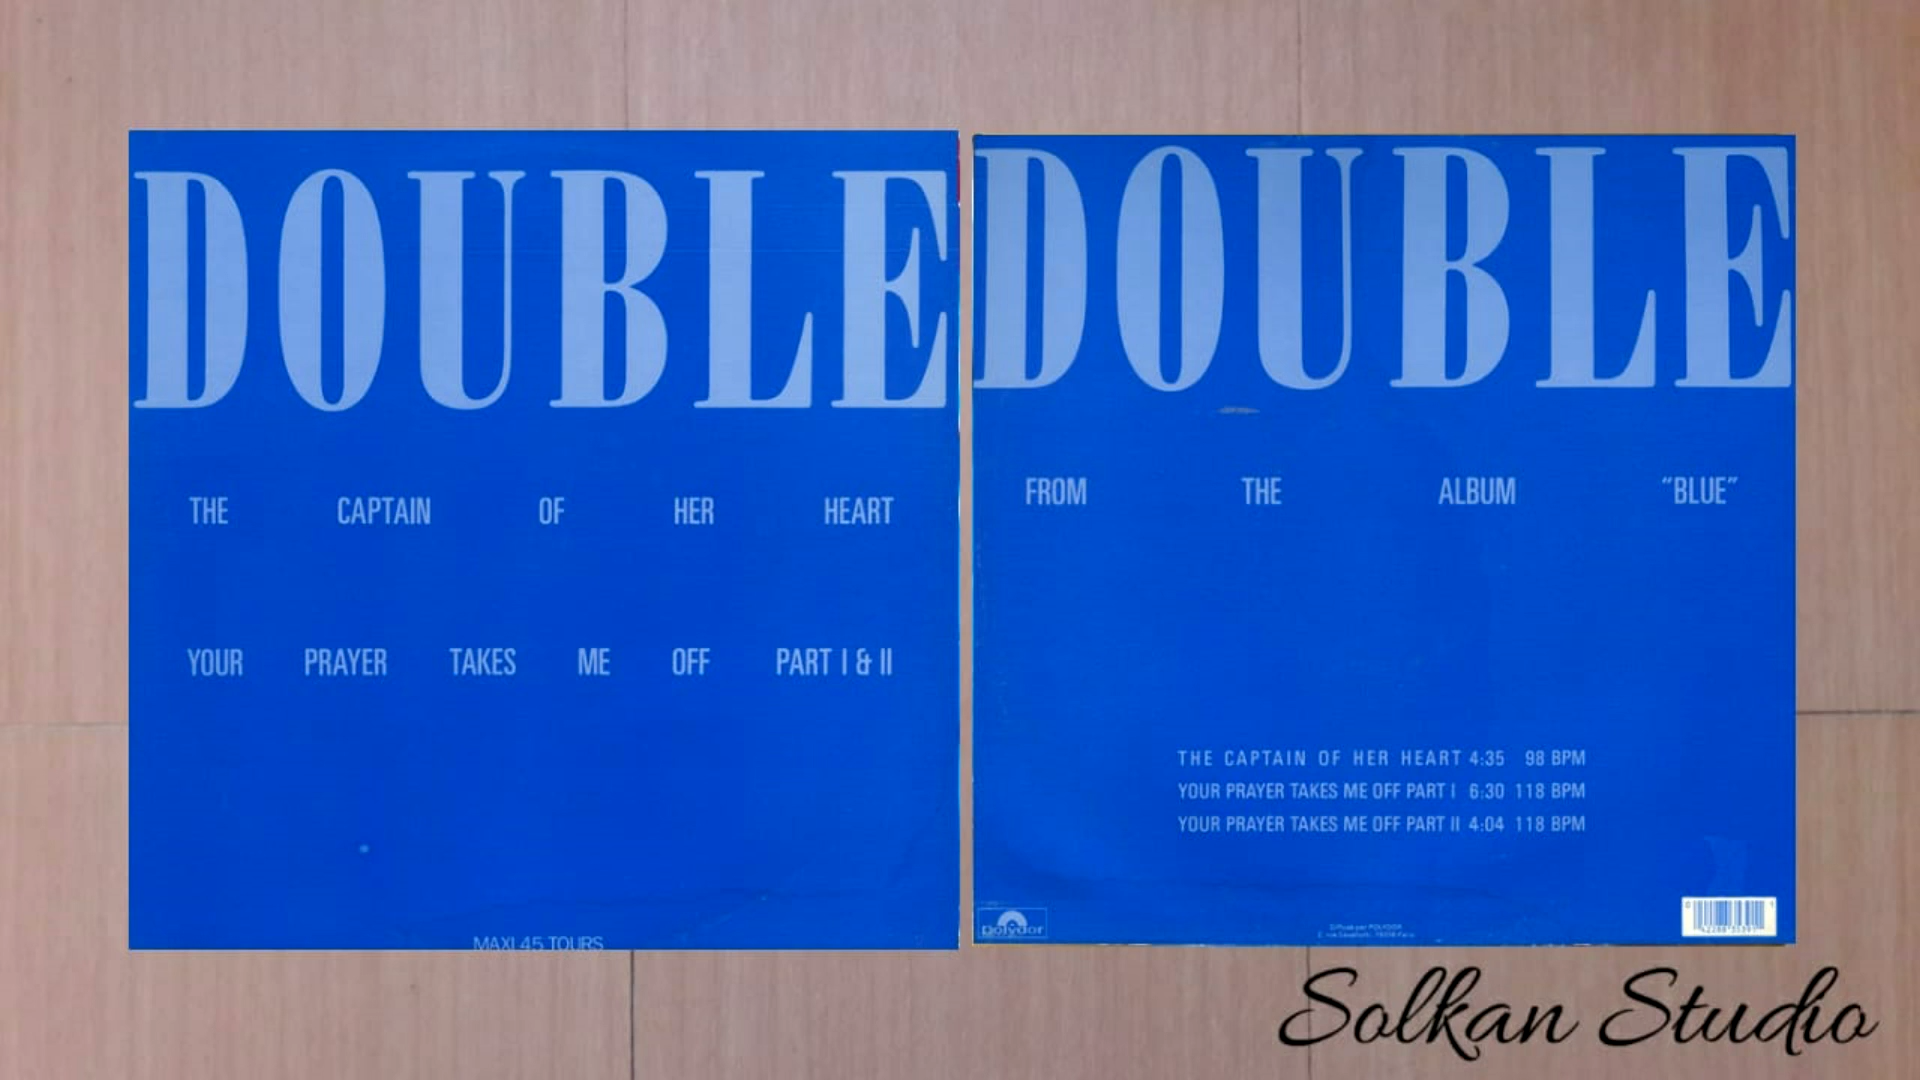 DOUBLE
THE CAPTAIN OF HER HEART
YOUR PRAYER TAKES ME OFF PART I & II
MAXI 45 TOURS
DOUBLE
FROM THE ALBUM "BLUE"
THE CAPTAIN OF HER HEART 4:35 98 BPM
YOUR PRAYER TAKES ME OFF PART I 6:30 118 BPM
YOUR PRAYER TAKES ME OFF PART II 4:04 118 BPM
polydor
Solkan Studio